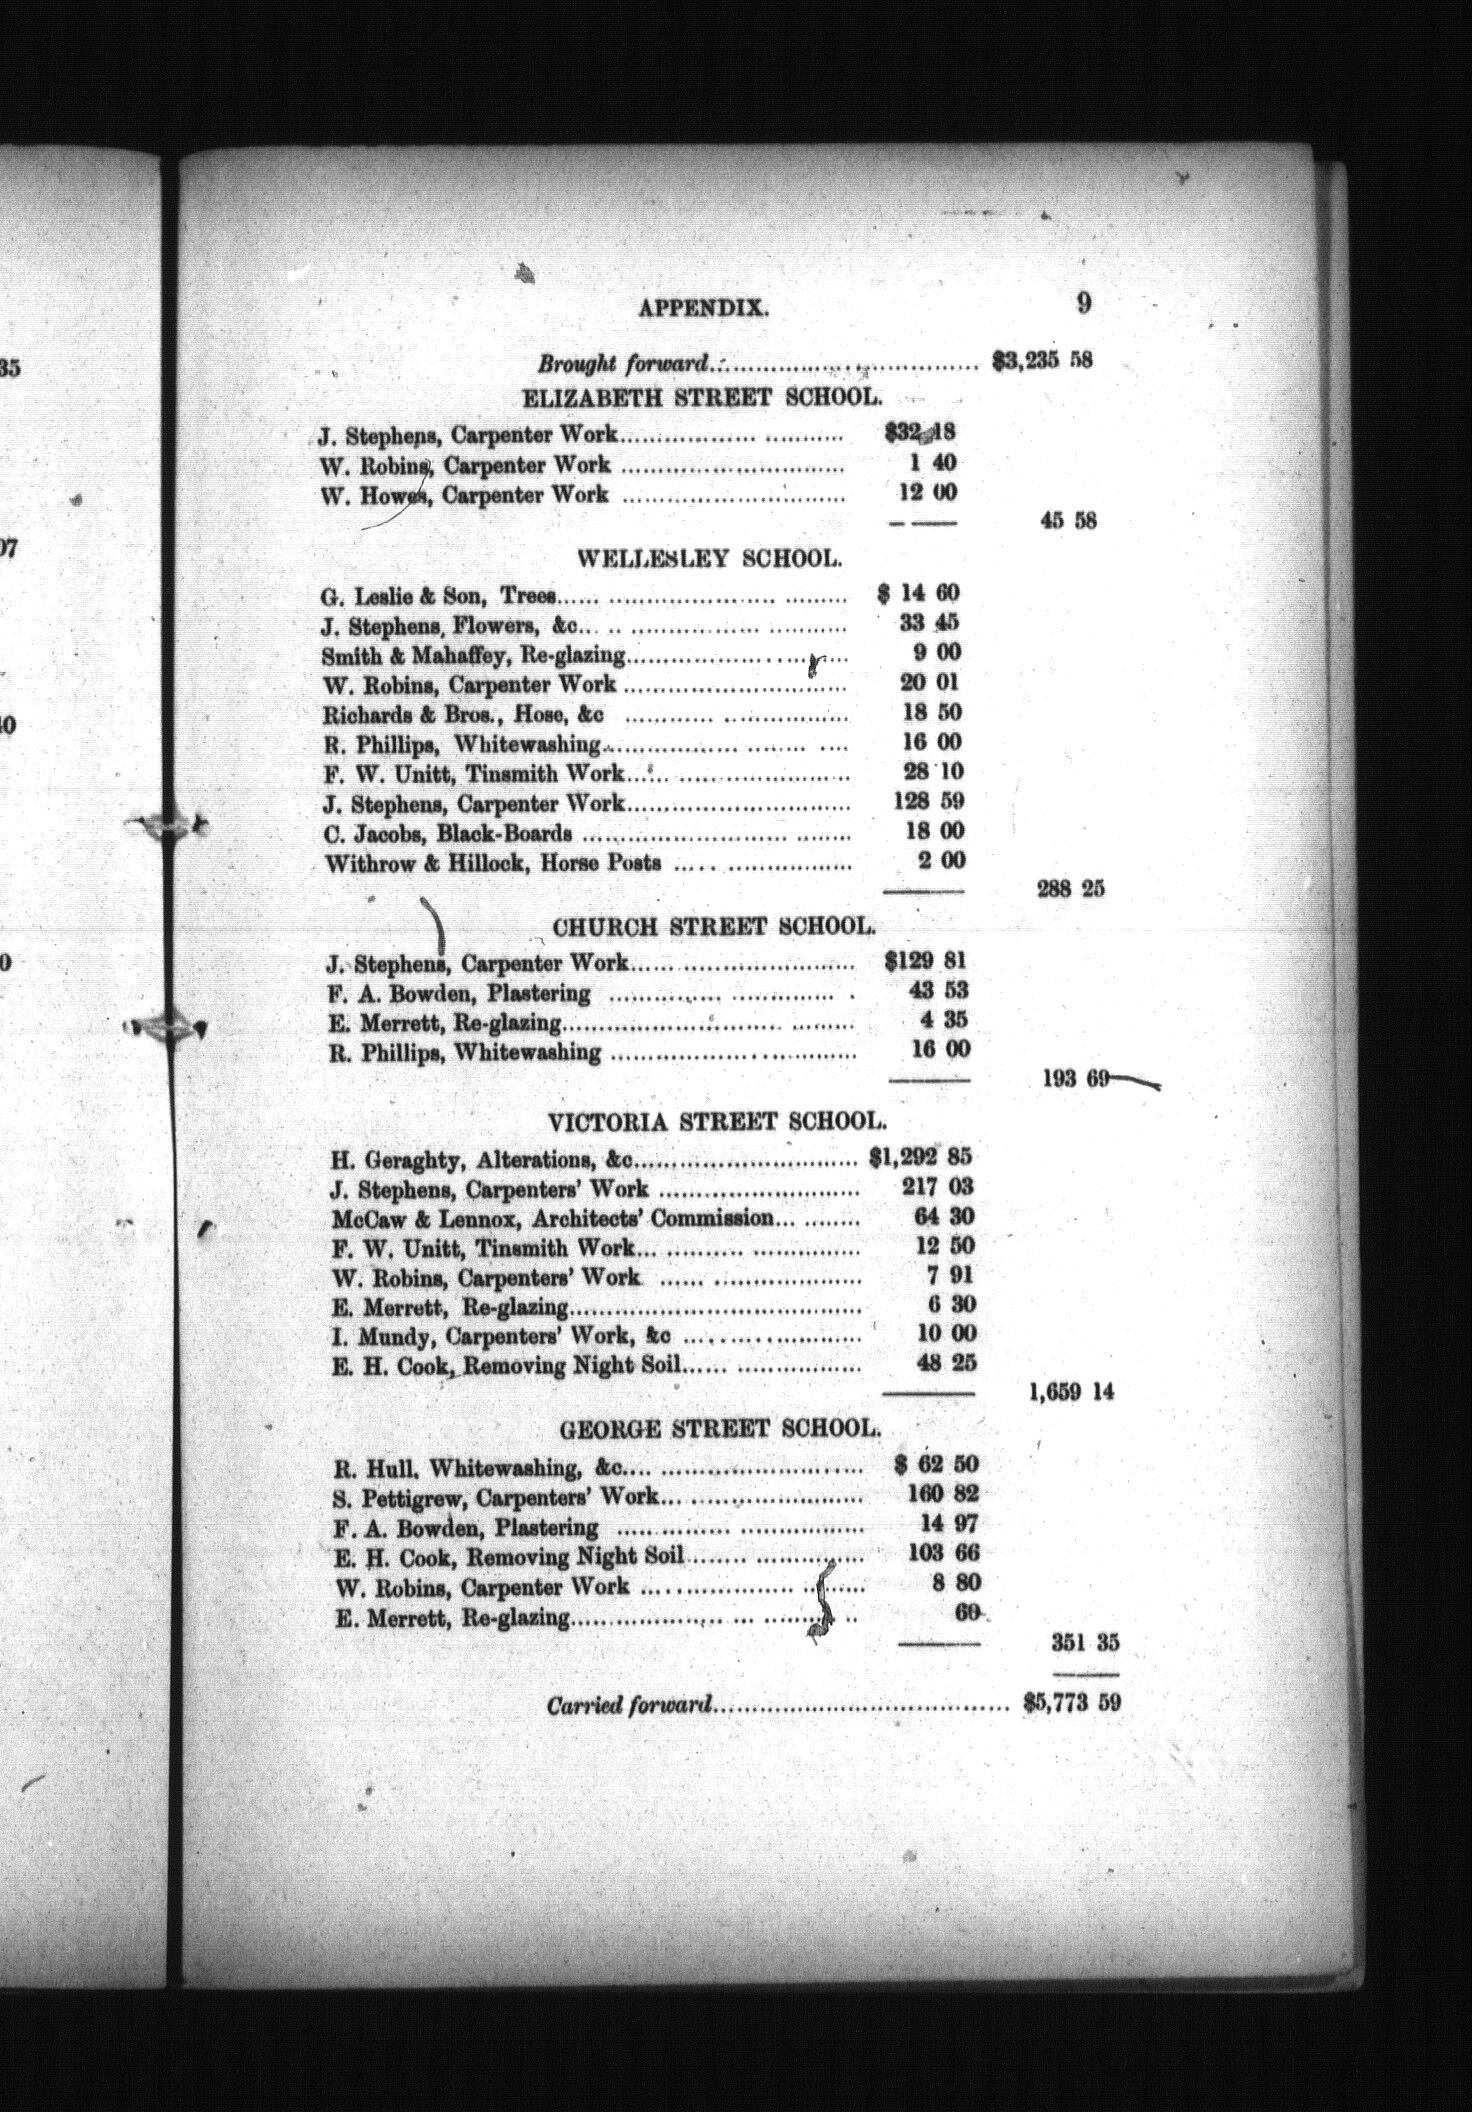 APPENDIX. 9
Brought forward................................ $3,235 58
ELIZABETH STREET SCHOOL.
J. Stephens, Carpenter Work............................ $32 18
W. Robins, Carpenter Work ............................ 1 40
W. Howes, Carpenter Work ............................ 12 00
45 58
WELLESLEY SCHOOL.
G. Leslie & Son, Trees................................ $ 14 60
J. Stephens, Flowers, &c............................... 33 45
Smith & Mahaffey, Re-glazing........................... 9 00
W. Robins, Carpenter Work ............................ 20 01
Richards & Bros., Hose, &c ............................ 18 50
R. Phillips, Whitewashing.............................. 16 00
F. W. Unitt, Tinsmith Work............................ 28 10
J. Stephens, Carpenter Work............................ 128 59
C. Jacobs, Black-Boards ................................ 18 00
Withrow & Hillock, Horse Posts ...................... 2 00
288 25
CHURCH STREET SCHOOL.
J. Stephens, Carpenter Work............................ $129 81
F. A. Bowden, Plastering ............................ 43 53
E. Merrett, Re-glazing.................................. 4 35
R. Phillips, Whitewashing .............................. 16 00
193 69
VICTORIA STREET SCHOOL.
H. Geraghty, Alterations, &c............................ $1,292 85
J. Stephens, Carpenters' Work ........................ 217 03
McCaw & Lennox, Architects' Commission........... 64 30
F. W. Unitt, Tinsmith Work............................ 12 50
W. Robins, Carpenters' Work ........................ 7 91
E. Merrett, Re-glazing.................................. 6 30
I. Mundy, Carpenters' Work, &c ...................... 10 00
E. H. Cook, Removing Night Soil...................... 48 25
1,659 14
GEORGE STREET SCHOOL.
R. Hull, Whitewashing, &c............................ $ 62 50
S. Pettigrew, Carpenters' Work........................ 160 82
F. A. Bowden, Plastering .............................. 14 97
E. H. Cook, Removing Night Soil...................... 103 66
W. Robins, Carpenter Work .......................... 8 80
E. Merrett, Re-glazing.................................. 60
351 35
Carried forward.................................... $5,773 59